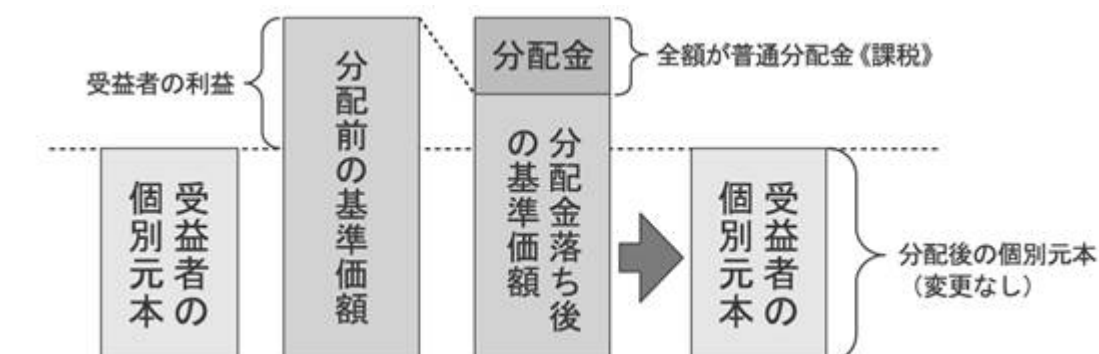 受益者の利益
受益者の
個別元本
分配前の基準価額
分配金
全額が普通分配金《課税》
分配金落ち後
の基準価額
受益者の
個別元本
分配後の個別元本
（変更なし）